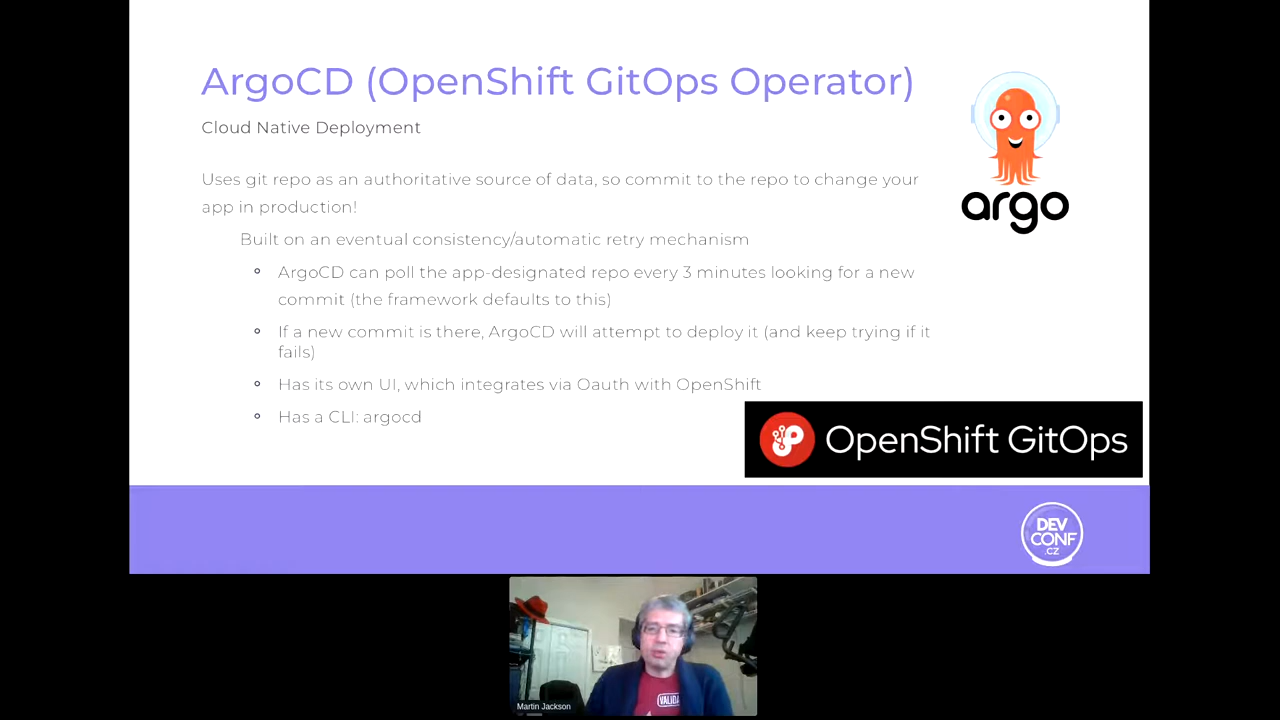 ArgoCD (OpenShift GitOps Operator)
Cloud Native Deployment
Uses git repo as an authoritative source of data, so commit to the repo to change your
app in production!
Built on an eventual consistency/automatic retry mechanism
ArgoCD can poll the app-designated repo every 3 minutes looking for a new
commit (the framework defaults to this)
If a new commit is there, ArgoCD will attempt to deploy it (and keep trying if it
fails)
Has its own UI, which integrates via Oauth with OpenShift
Has a CLI: argocd
argo
OpenShift GitOps
DEV
CONF
.CZ
Martin Jackson